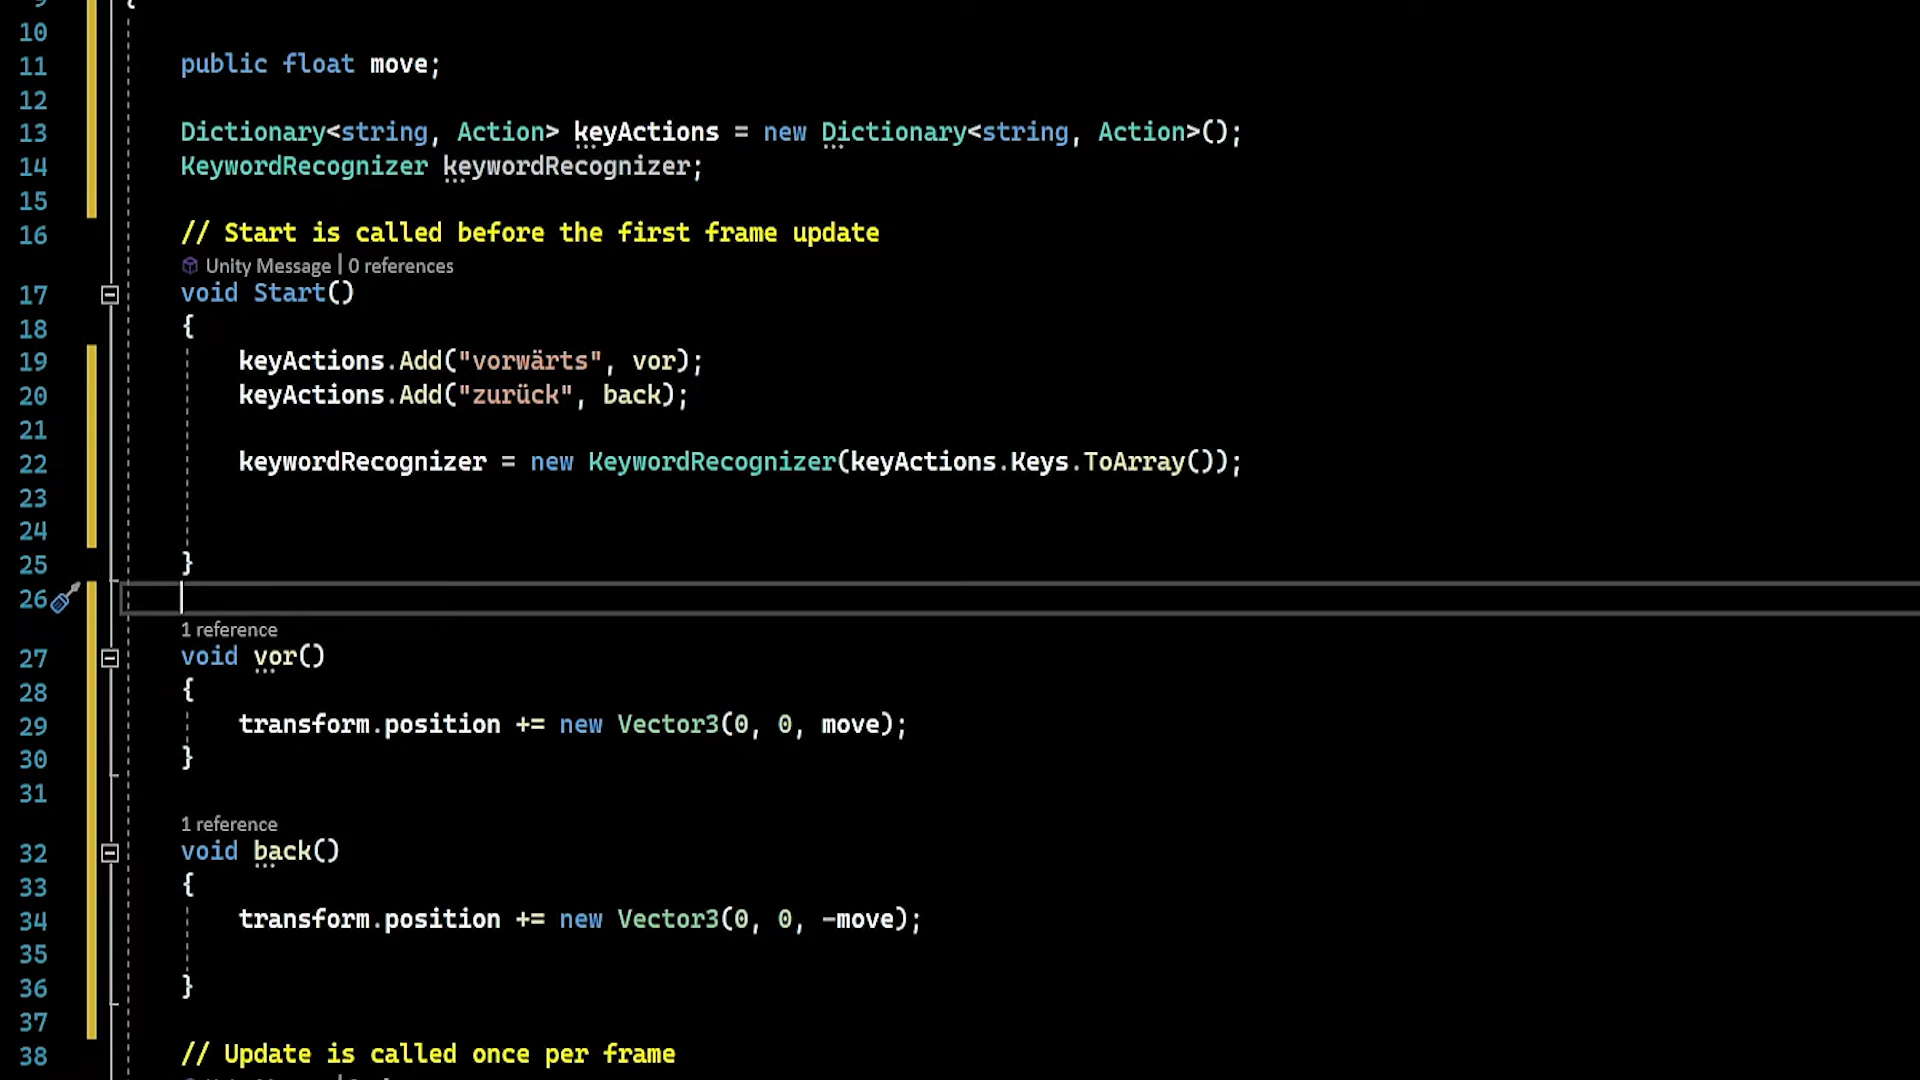 10
11 public float move;
12
13 Dictionary<string, Action> keyActions = new Dictionary<string, Action>();
14 KeywordRecognizer keywordRecognizer;
15
16 // Start is called before the first frame update
Unity Message | 0 references
17 void Start()
18 {
19 keyActions.Add("vorwärts", vor);
20 keyActions.Add("zurück", back);
21
22 keywordRecognizer = new KeywordRecognizer(keyActions.Keys.ToArray());
23
24
25 }
26
1 reference
27 void vor()
28 {
29 transform.position += new Vector3(0, 0, move);
30 }
31
1 reference
32 void back()
33 {
34 transform.position += new Vector3(0, 0, -move);
35
36 }
37
38 // Update is called once per frame